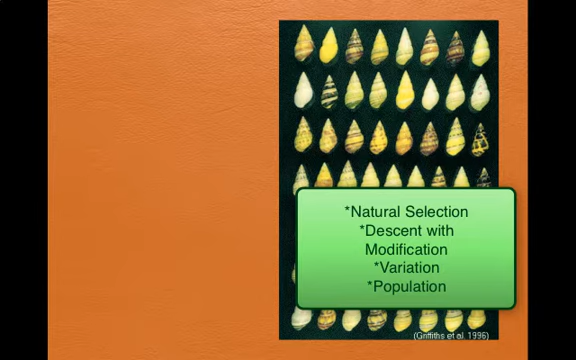 *Natural Selection
*Descent with
Modification
*Variation
*Population
(Griffiths et al. 1996)